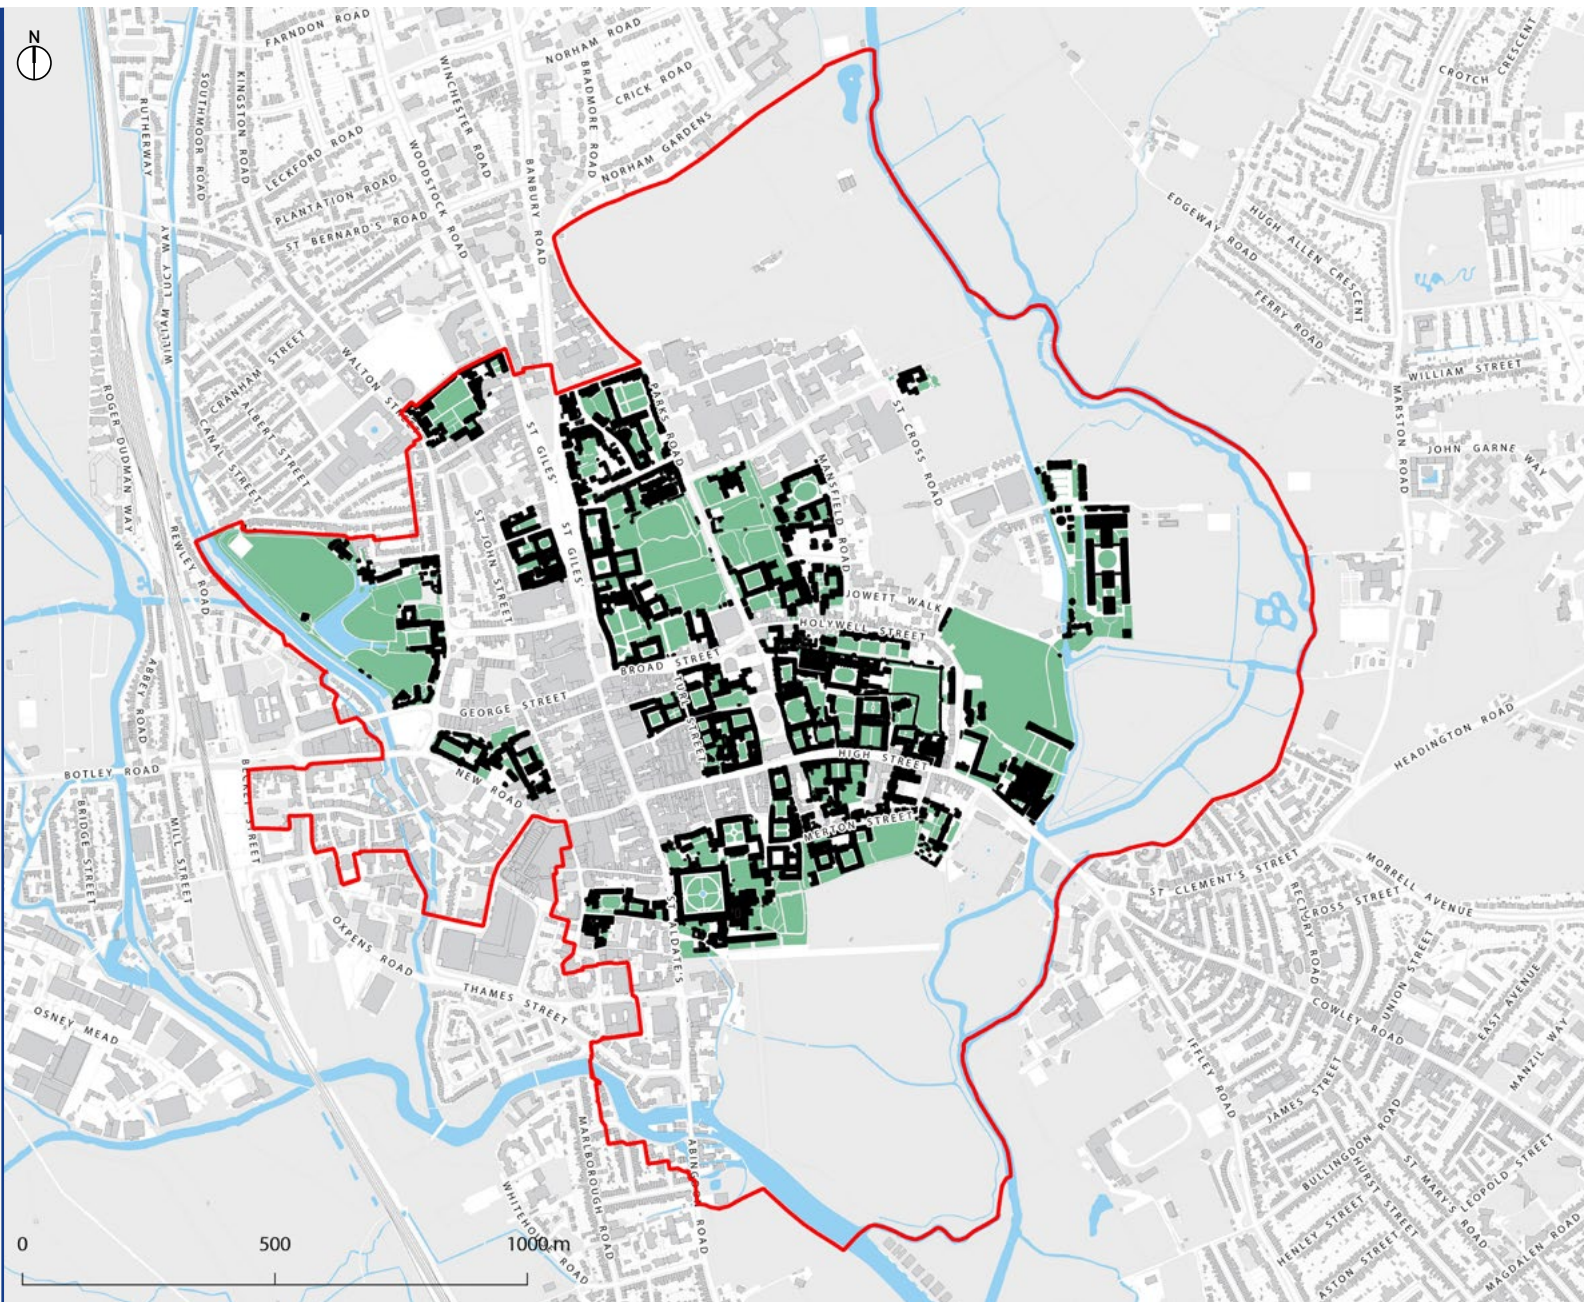 N
FARNDON ROAD
NORHAM ROAD
CROTCH CRESCENT
WINCHESTER ROAD
BRADMORE ROAD
CRICK ROAD
KINGSTON ROAD
SOUTHMOOR ROAD
RUTHERWAY
LECKFORD ROAD
WOODSTOCK ROAD
NORHAM GARDENS
BANBURY ROAD
PLANTATION ROAD
ST BERNARD'S ROAD
EDGEWAY ROAD
HUGH ALLEN CRESCENT
WILLIAM LUCY WAY
FERRY ROAD
CRANHAM STREET
WALTON STR
WILLIAM STREET
ROGER DUDMAN WAY
ALBERT STREET
CANAL STREET
PARKS ROAD
MARSTON ROAD
ST GILES'
ST CROSS ROAD
JOHN GARNE WAY
MANSFIELD ROAD
REWLEY ROAD
ST JOHN STREET
ST GILES'
JOWETT WALK
HOLYWELL STREET
BROAD STREET
ABBEY ROAD
TURL STREET
GEORGE STREET
HEADINGTON ROAD
HIGH STREET
BOTLEY ROAD
BECKET STREET
NEW ROAD
BRIDGE STREET
MILL STREET
MERTON STREET
ST CLEMENT'S STREET
MORRELL AVENUE
RECTORY ROAD
CROSS STREET
ST ALDATE'S
OXPENS ROAD
UNION STREET
THAMES STREET
EAST AVENUE
COWLEY ROAD
OSNEY MEAD
MANZIL WAY
IFFLEY ROAD
JAMES STREET
MARLBOROUGH ROAD
ABINGDON ROAD
BULLINGDON ROAD
HURST STREET
ST MARY'S ROAD
LEOPOLD STREET
WHITEHOUSE ROAD
HENLEY STREET
ASTON STREET
MAGDALEN ROAD
0 500 1000 m